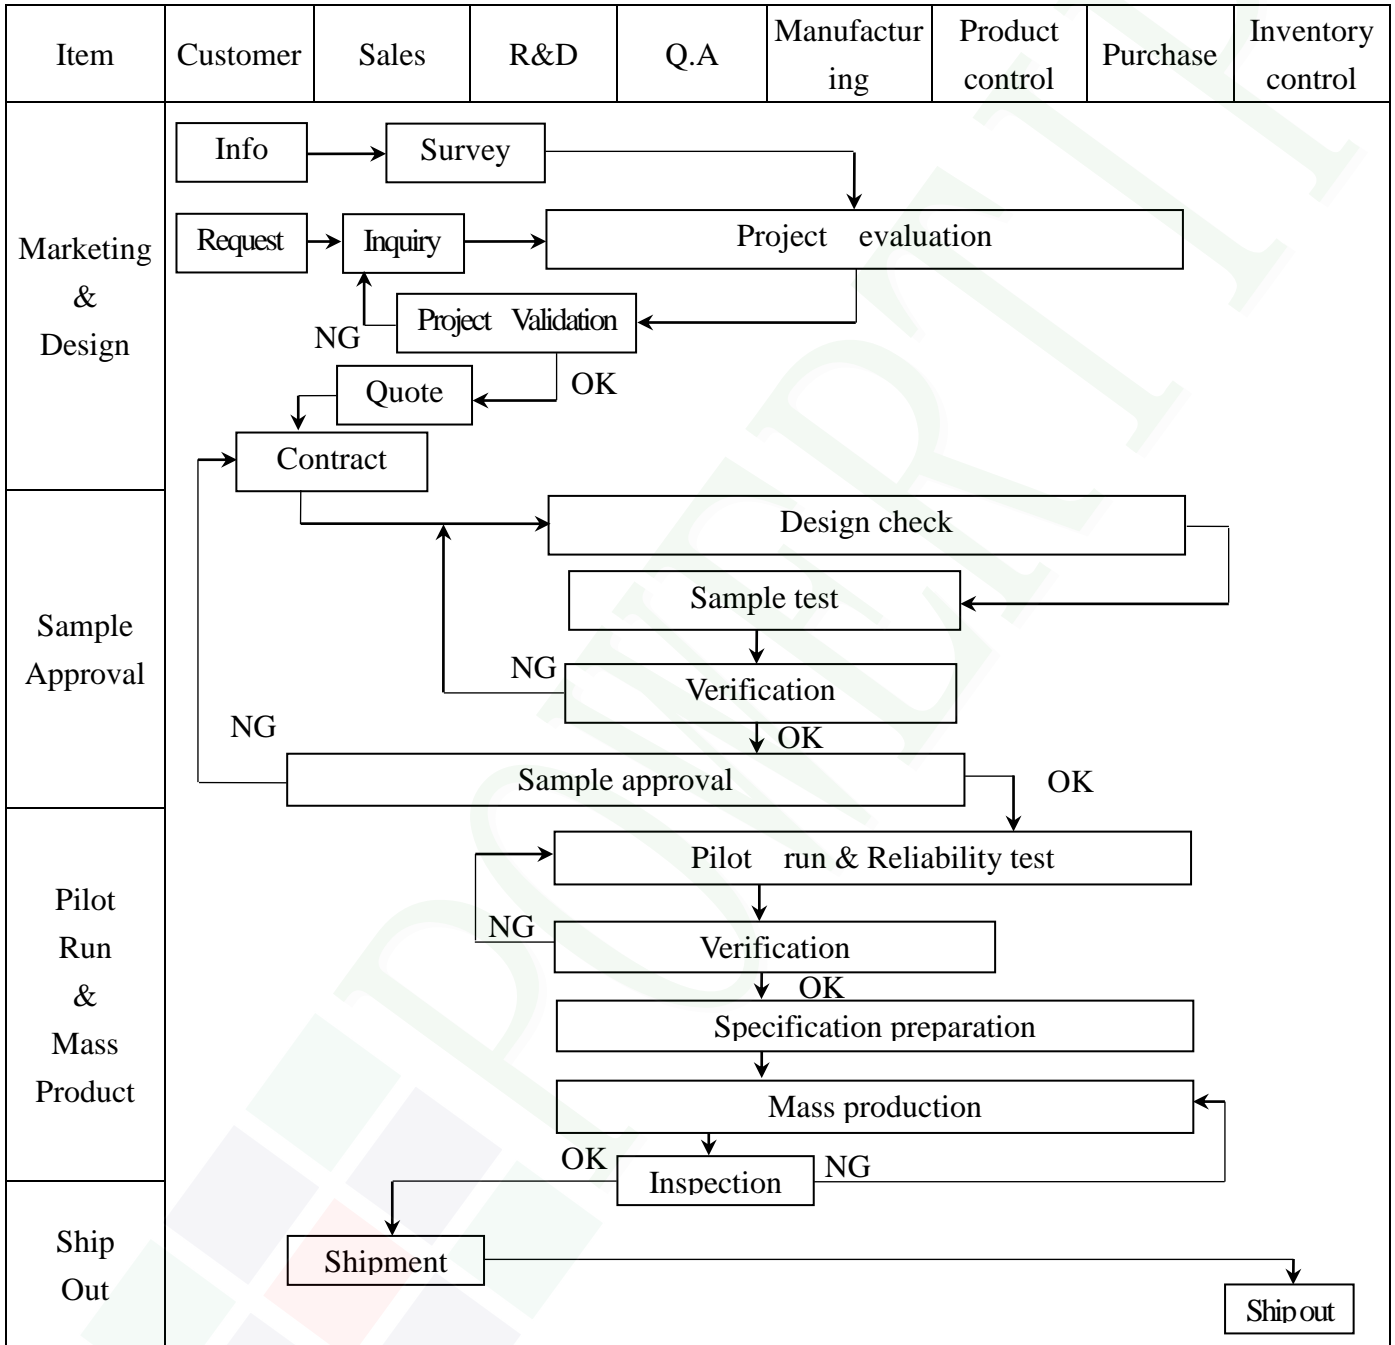 Item
Customer
Sales
R&D
Q.A
Manufactur
ing
Product
control
Purchase
Inventory
control
Marketing
&
Design
Info
Survey
Request
Inquiry
Project evaluation
Project Validation
NG
OK
Quote
Contract
Sample
Approval
Design check
Sample test
NG
Verification
OK
NG
Sample approval
OK
Pilot
Run
&
Mass
Product
Pilot run & Reliability test
NG
Verification
OK
Specification preparation
Mass production
OK
Inspection
NG
Ship
Out
Shipment
Ship out
POWERTIP